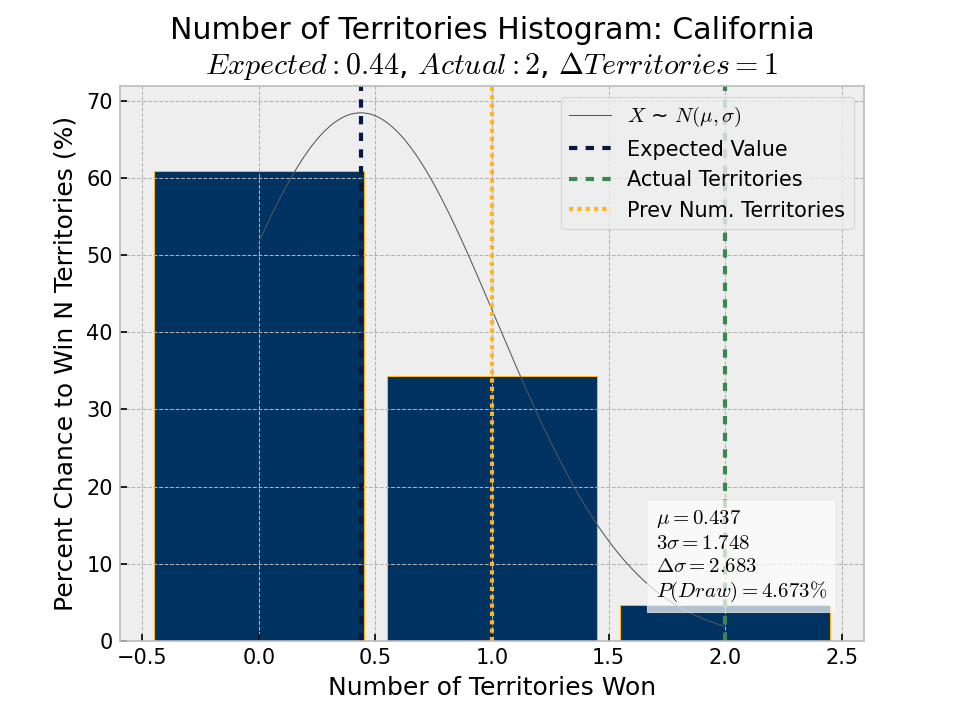 Number of Territories Histogram: California
Expected : 0.44, Actual : 2, ΔTerritories = 1
Percent Chance to Win N Territories (%)
70
60
50
40
30
20
10
0
X ~ N(μ, σ)
Expected Value
Actual Territories
Prev Num. Territories
μ = 0.437
3σ = 1.748
Δσ = 2.683
P(Draw) = 4.673%
−0.5 0.0 0.5 1.0 1.5 2.0 2.5
Number of Territories Won